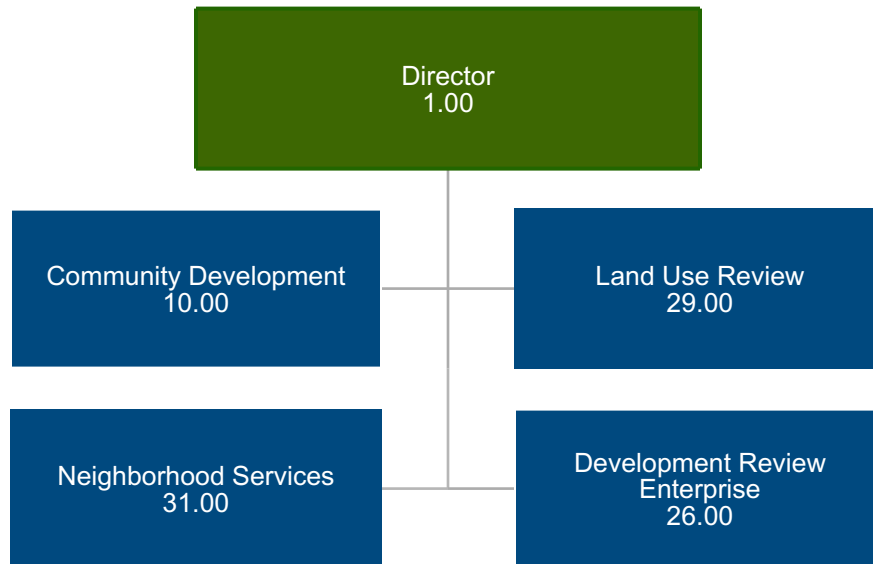 Director
1.00
Community Development
10.00
Land Use Review
29.00
Neighborhood Services
31.00
Development Review
Enterprise
26.00